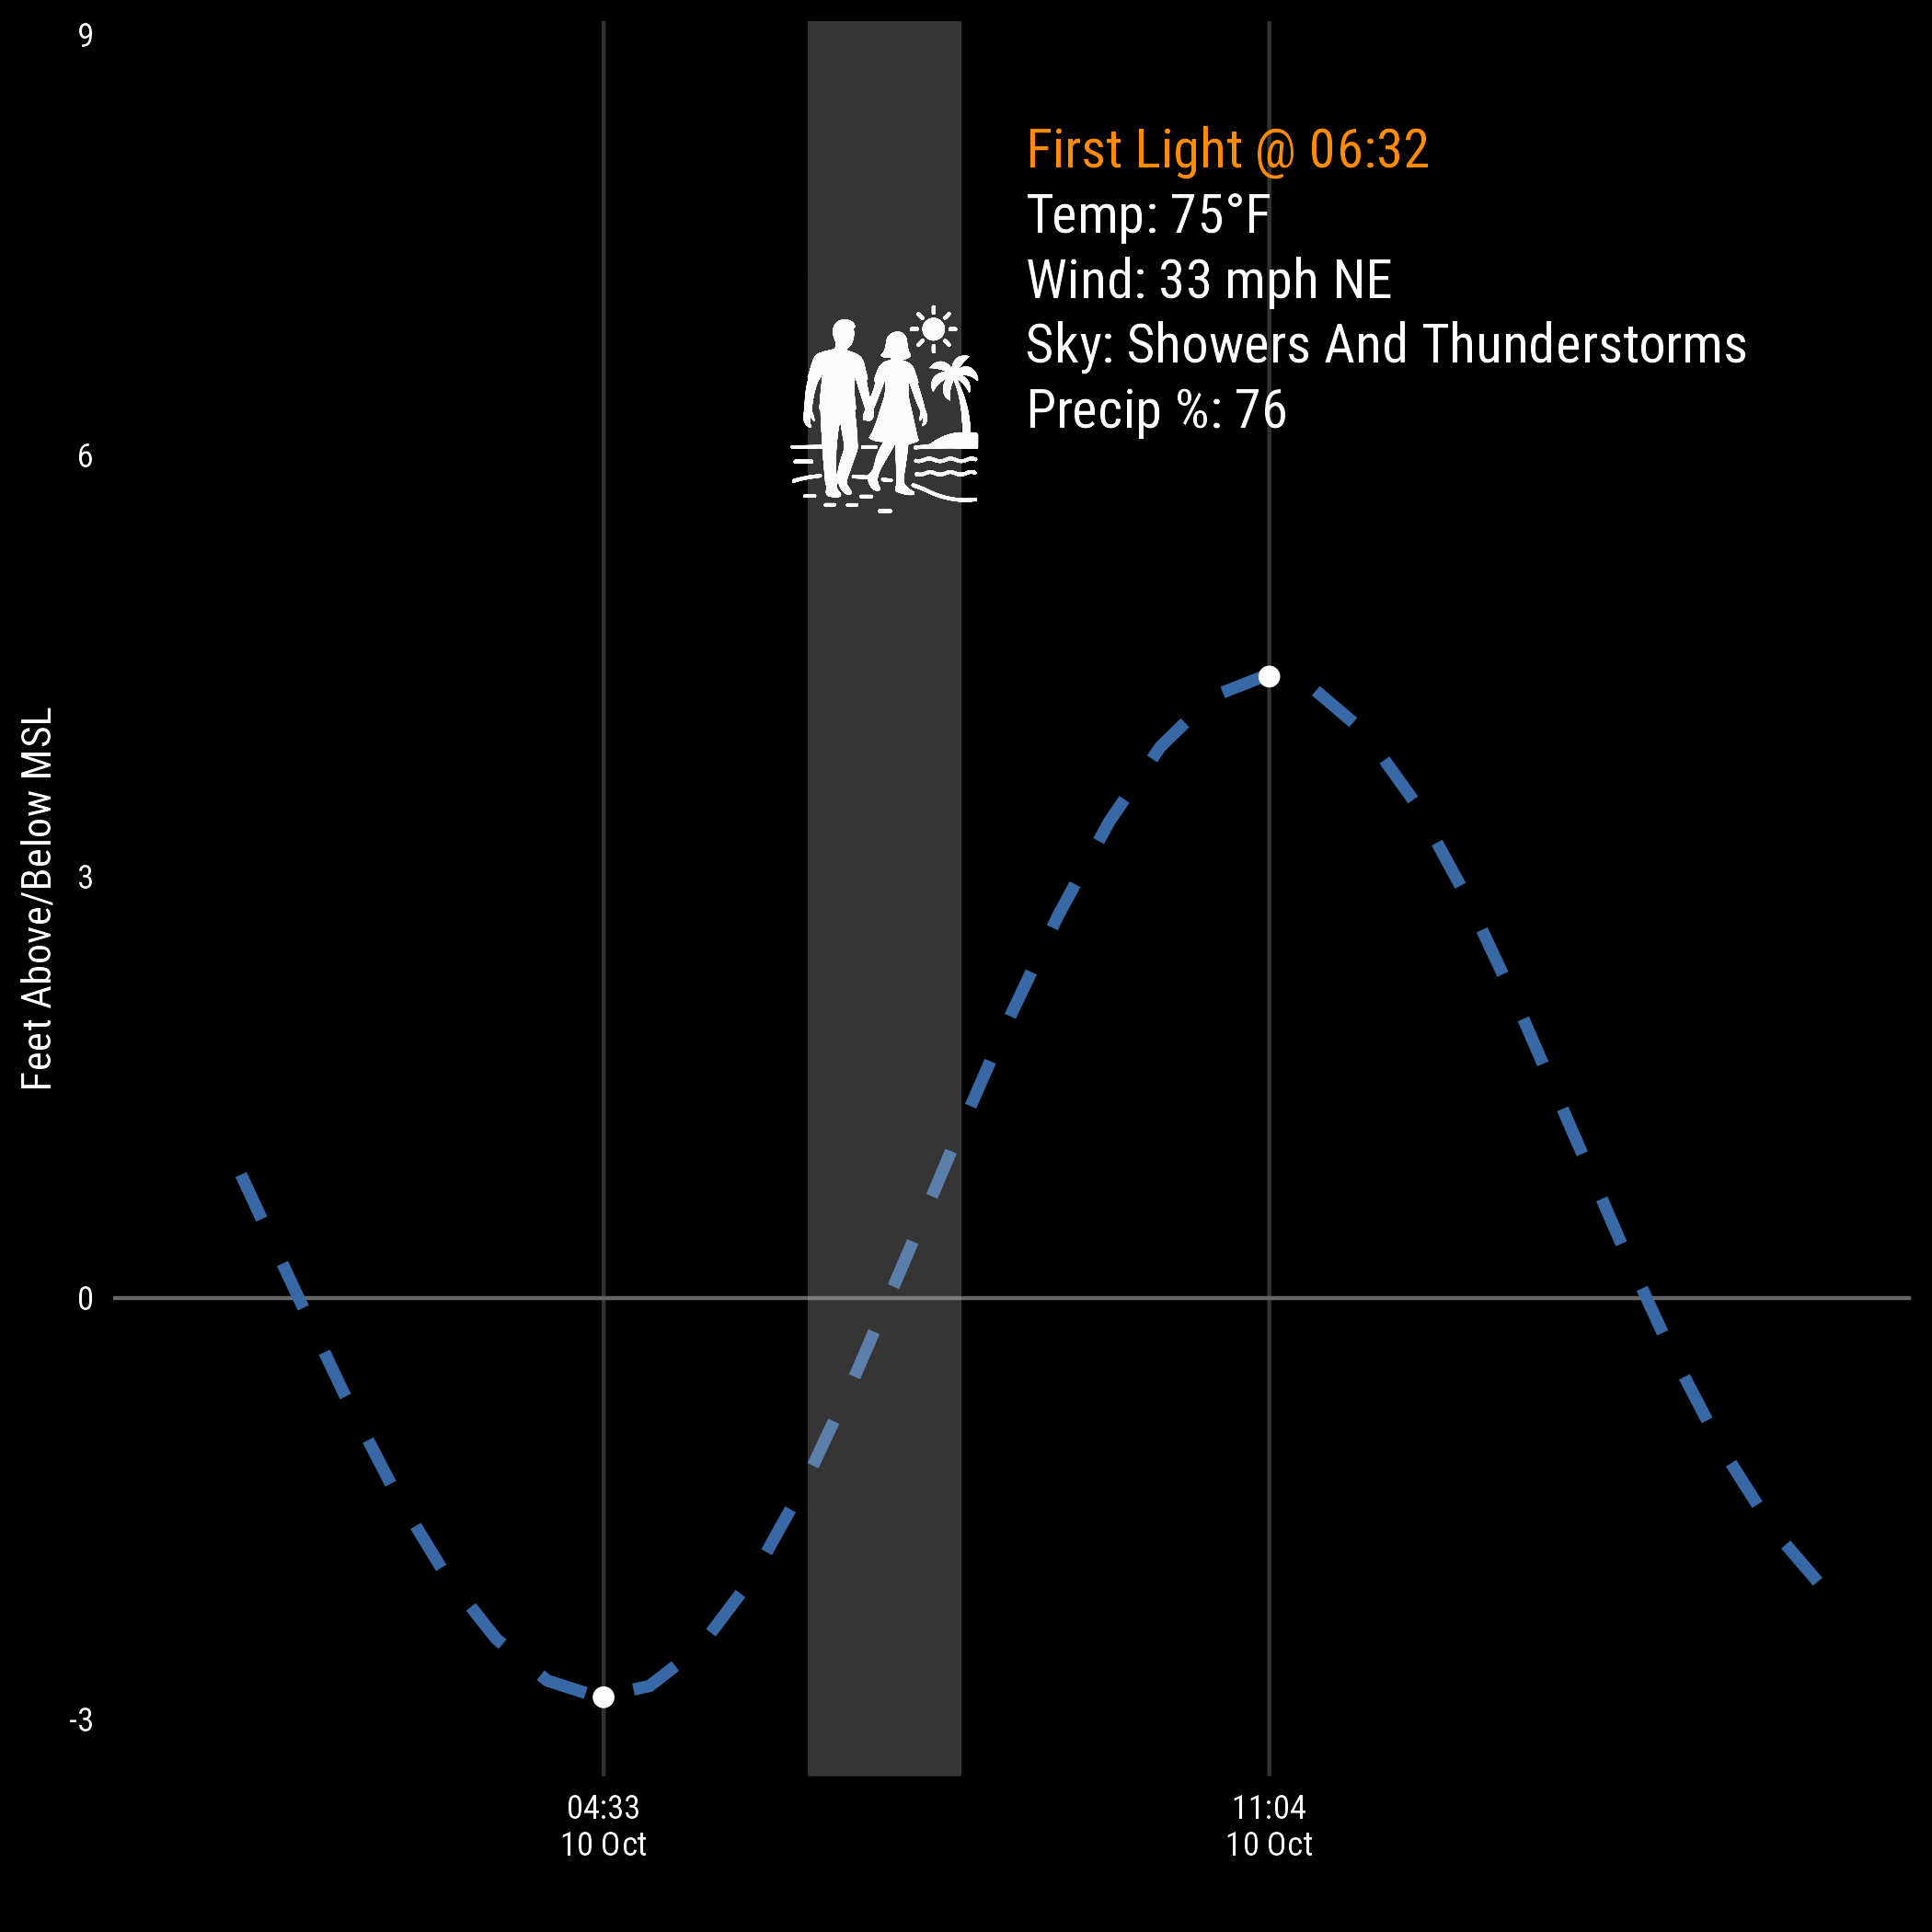 9
First Light @ 06:32
Temp: 75°F
Wind: 33 mph NE
Sky: Showers And Thunderstorms
Precip %: 76
6
Feet Above/Below MSL
3
0
-3
04:33
10 Oct
11:04
10 Oct